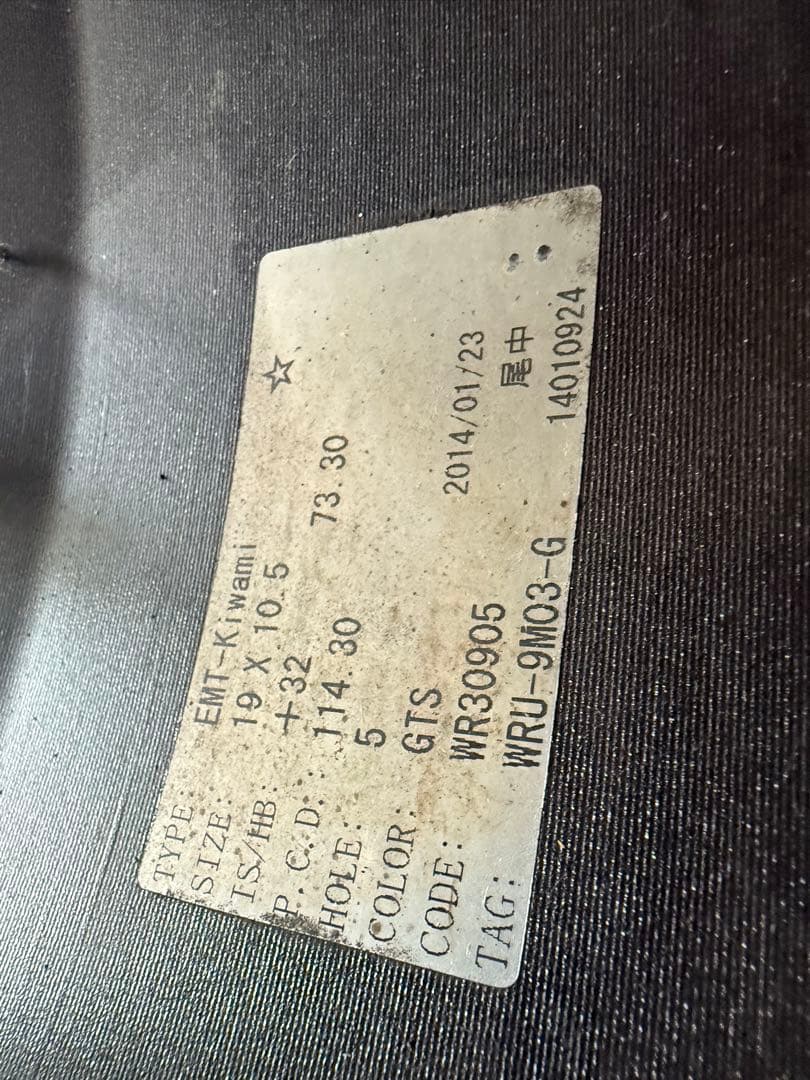 TYPE: EMT-Kiwami ☆
SIZE: 19 X 10.5
IS/HB: +32 73.30
P.C.D.: 114.30
HOLE: 5
COLOR: GTS 2014/01/23
CODE: WR30905 尾中
TAG: WRU-9M03-G 14010924